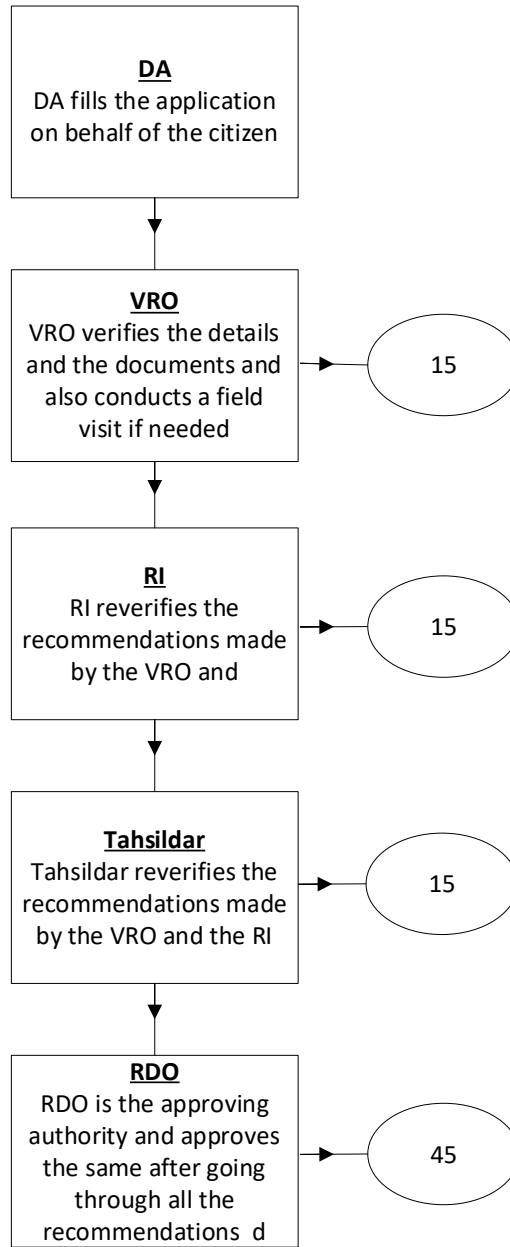 DA
DA fills the application
on behalf of the citizen
VRO
VRO verifies the details
and the documents and
also conducts a field
visit if needed
15
RI
RI reverifies the
recommendations made
by the VRO and
15
Tahsildar
Tahsildar reverifies the
recommendations made
by the VRO and the RI
15
RDO
RDO is the approving
authority and approves
the same after going
through all the
recommendations d
45